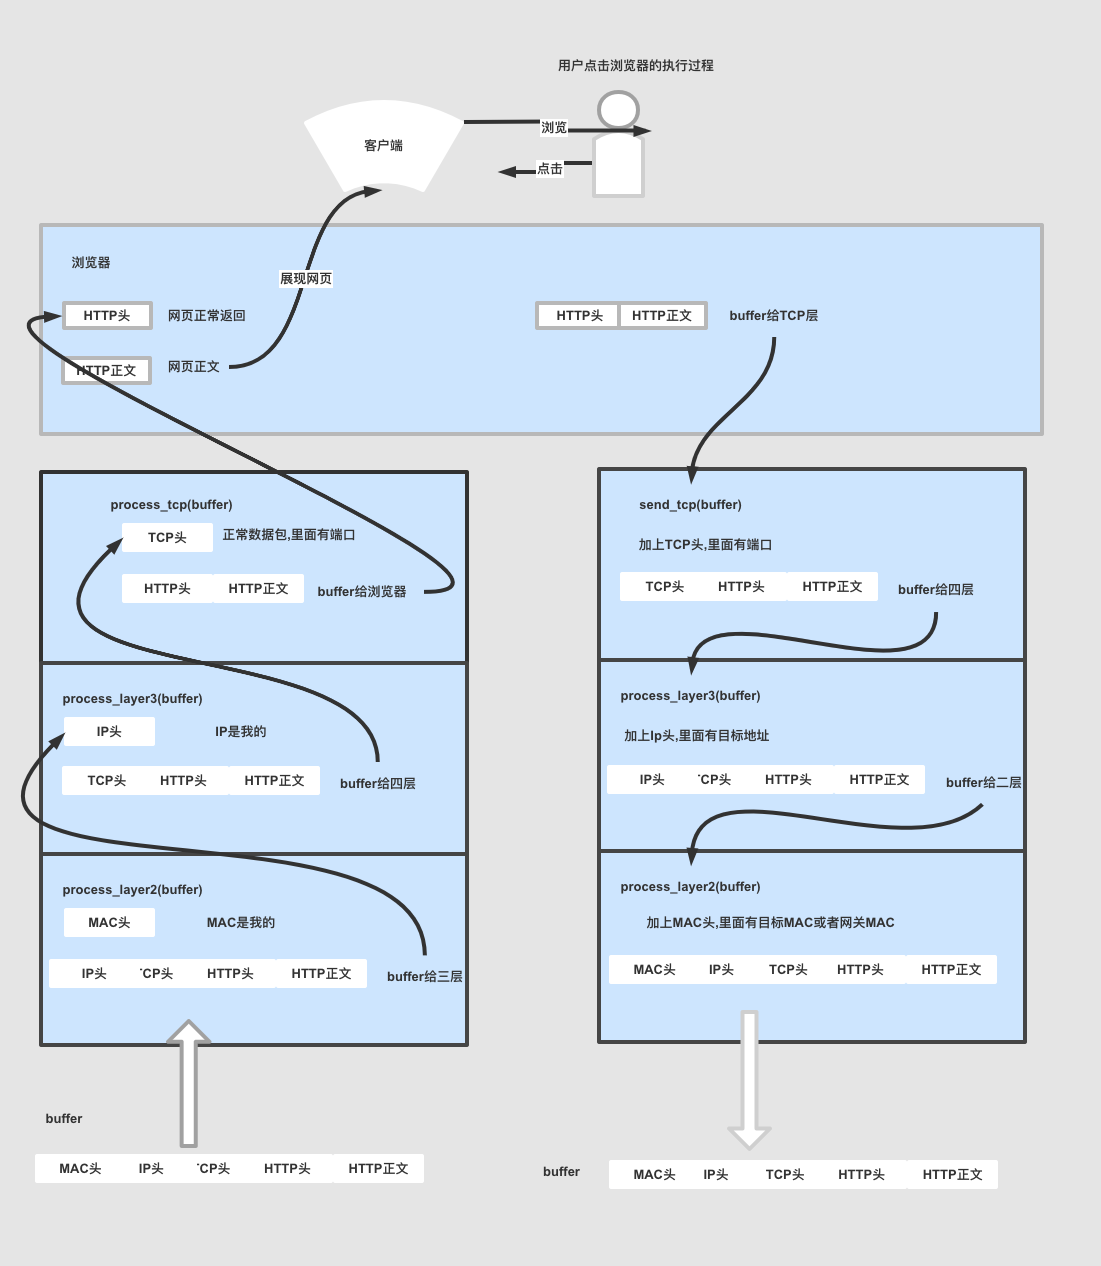 用户点击浏览器的执行过程
浏览
客户端
点击
浏览器
展现网页
HTTP头 网页正常返回
HTTP头 HTTP正文 buffer给TCP层
HTTP正文 网页正文
process_tcp(buffer)
TCP头 正常数据包,里面有端口
HTTP头 HTTP正文 buffer给浏览器
process_layer3(buffer)
IP头 IP是我的
TCP头 HTTP头 HTTP正文 buffer给四层
process_layer2(buffer)
MAC头 MAC是我的
IP头 CP头 HTTP头 HTTP正文 buffer给三层
buffer
MAC头 IP头 CP头 HTTP头 HTTP正文
send_tcp(buffer)
加上TCP头,里面有端口
TCP头 HTTP头 HTTP正文 buffer给四层
process_layer3(buffer)
加上Ip头,里面有目标地址
IP头 CP头 HTTP头 HTTP正文 buffer给二层
process_layer2(buffer)
加上MAC头,里面有目标MAC或者网关MAC
MAC头 IP头 TCP头 HTTP头 HTTP正文
buffer MAC头 IP头 TCP头 HTTP头 HTTP正文